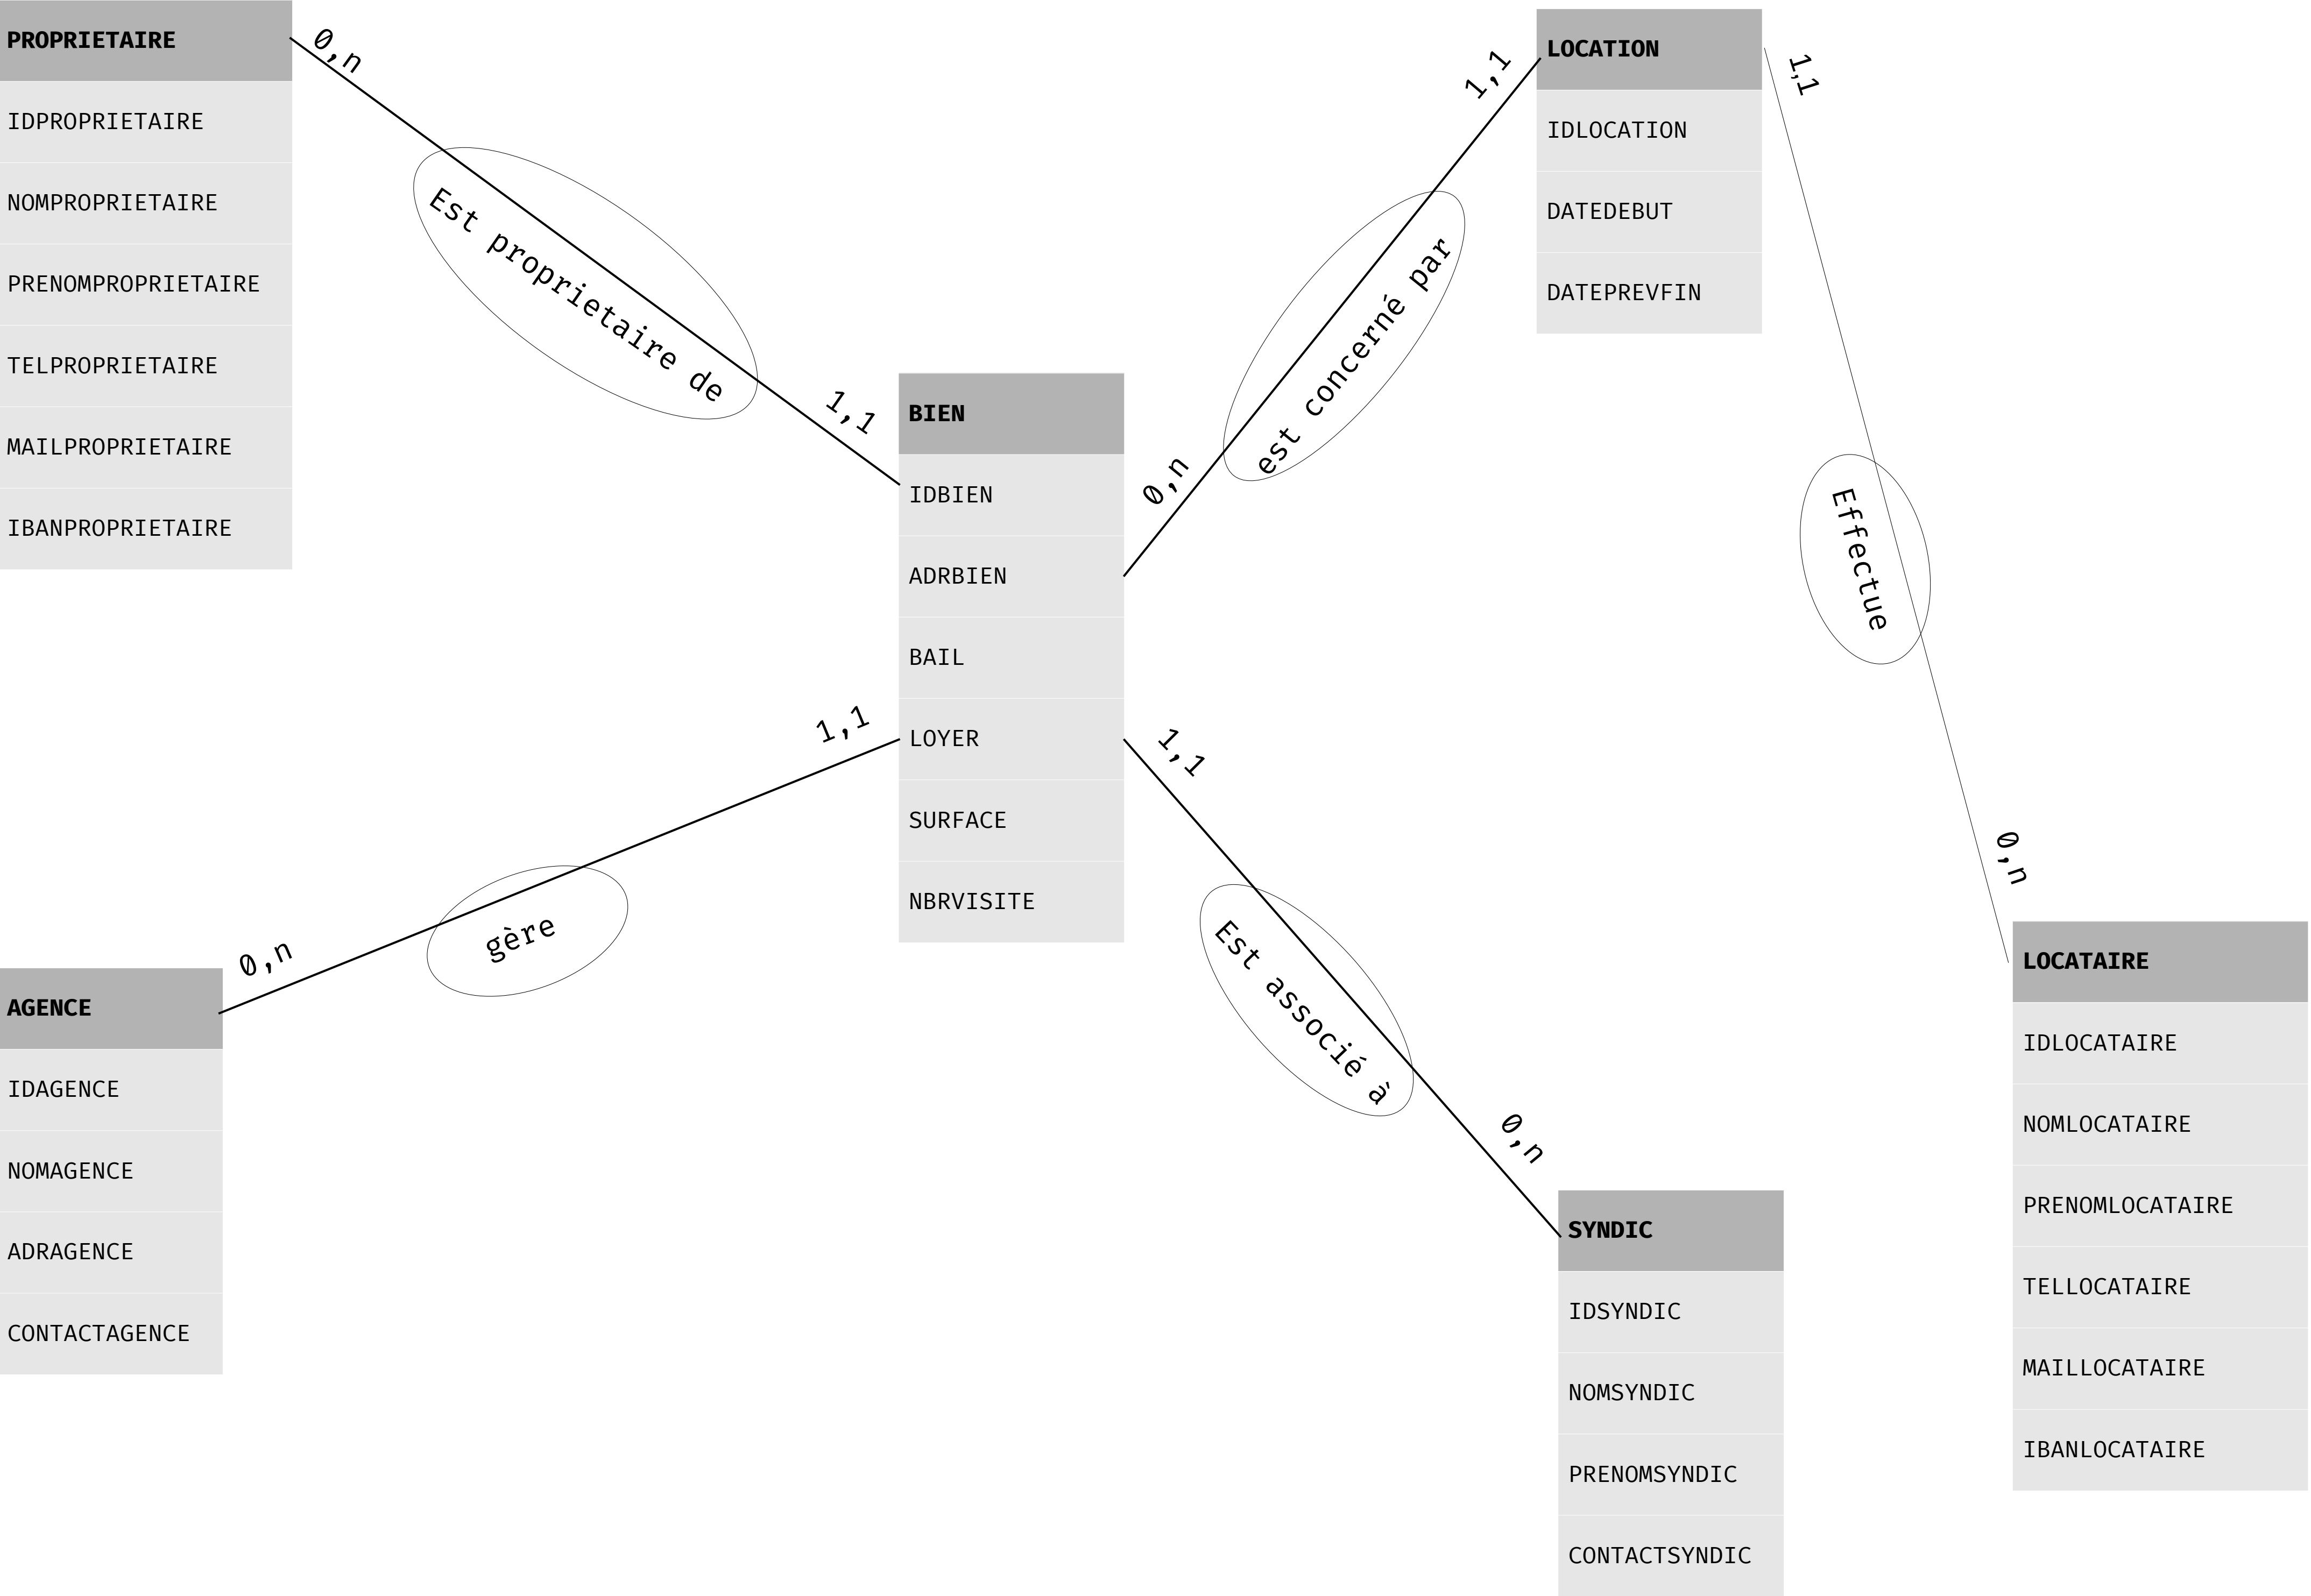 PROPRIETAIRE
IDPROPRIETAIRE
NOMPROPRIETAIRE
PRENOMPROPRIETAIRE
TELPROPRIETAIRE
MAILPROPRIETAIRE
IBANPROPRIETAIRE
0,n
Est proprietaire de
1,1
BIEN
IDBIEN
ADRBIEN
BAIL
LOYER
SURFACE
NBRVISITE
0,n
est concerné par
1,1
LOCATION
IDLOCATION
DATEDEBUT
DATEPREVFIN
1,1
Effectue
0,n
LOCATAIRE
IDLOCATAIRE
NOMLOCATAIRE
PRENOMLOCATAIRE
TELLOCATAIRE
MAILLOCATAIRE
IBANLOCATAIRE
1,1
gère
0,n
AGENCE
IDAGENCE
NOMAGENCE
ADRAGENCE
CONTACTAGENCE
1,1
Est associé à
0,n
SYNDIC
IDSYNDIC
NOMSYNDIC
PRENOMSYNDIC
CONTACTSYNDIC